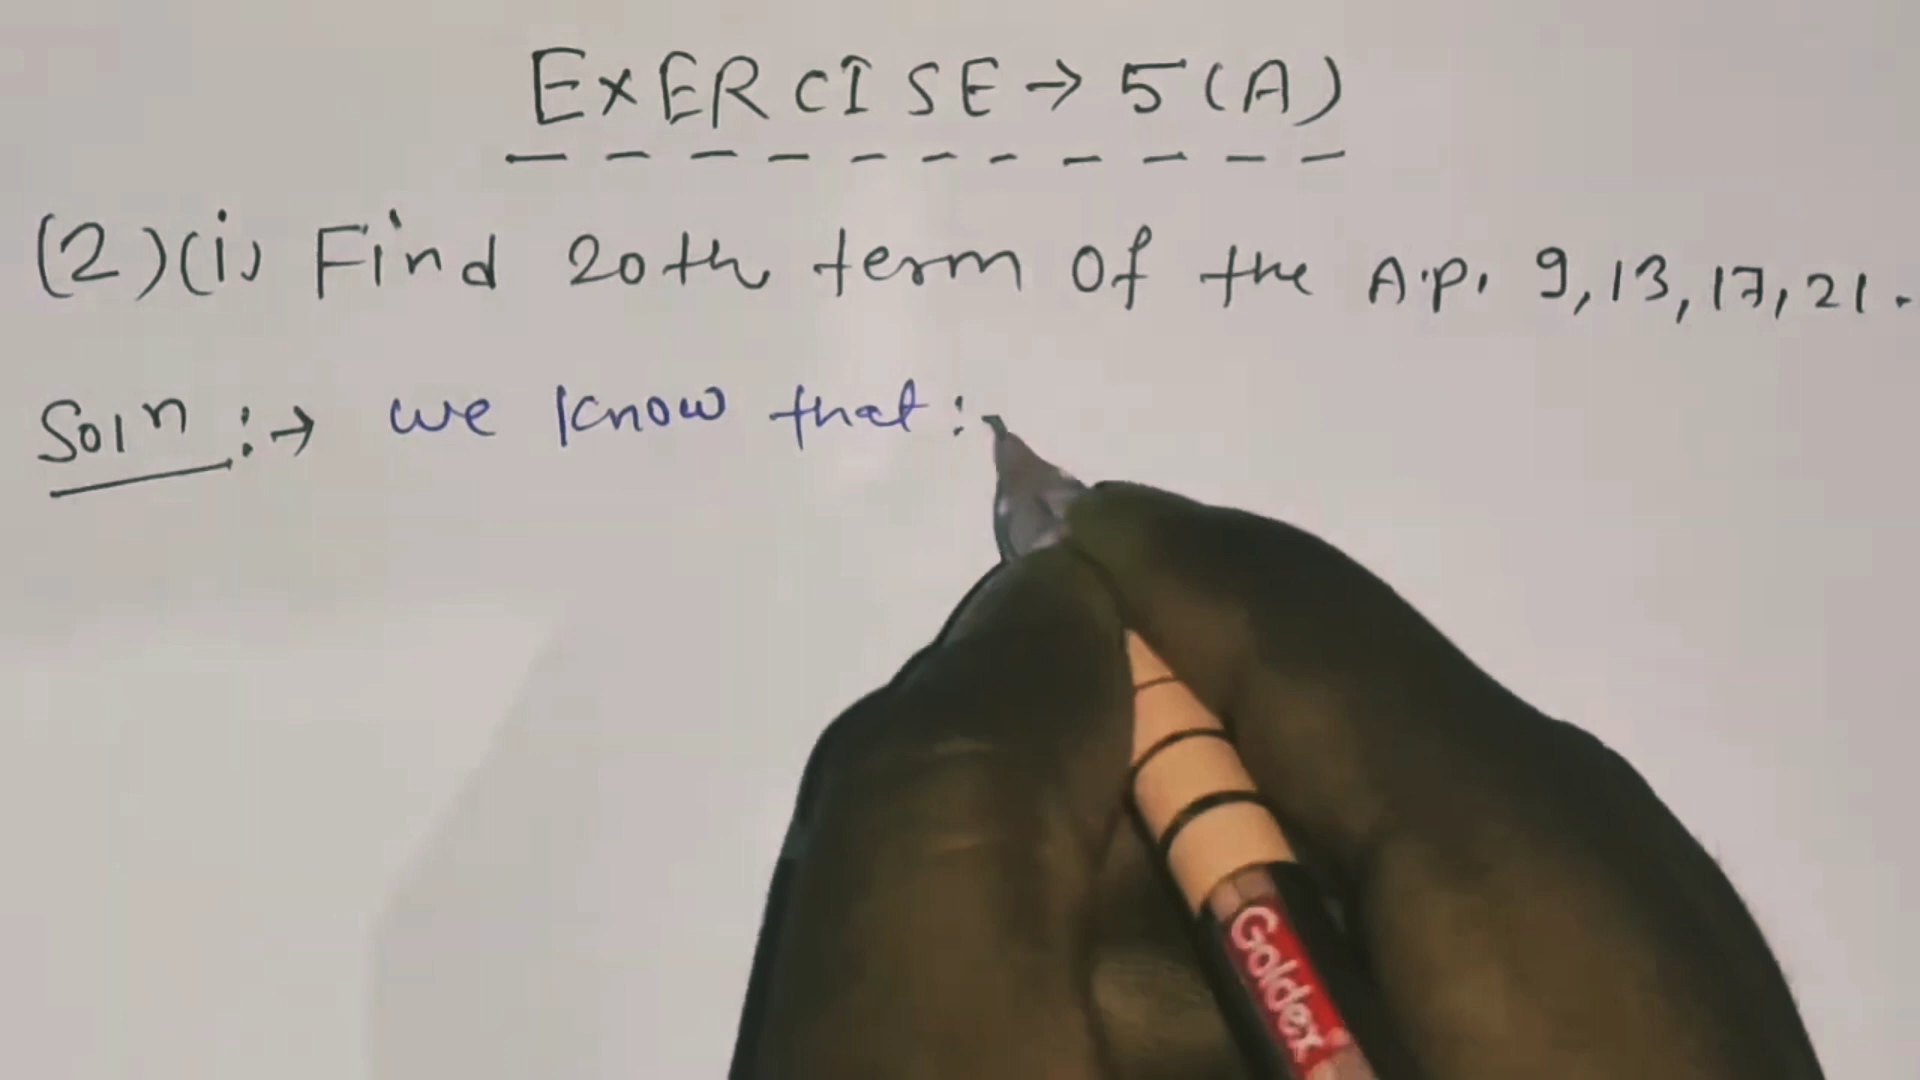 EXERCISE → 5(A)
(2)(i) Find 20th term of the A.P. 9, 13, 17, 21.
Soln :→ we know that :-
Goldex